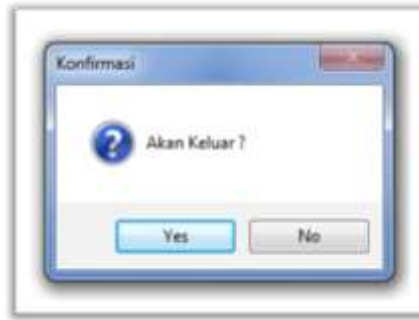 Konfirmasi
Akan Keluar ?
Yes
No